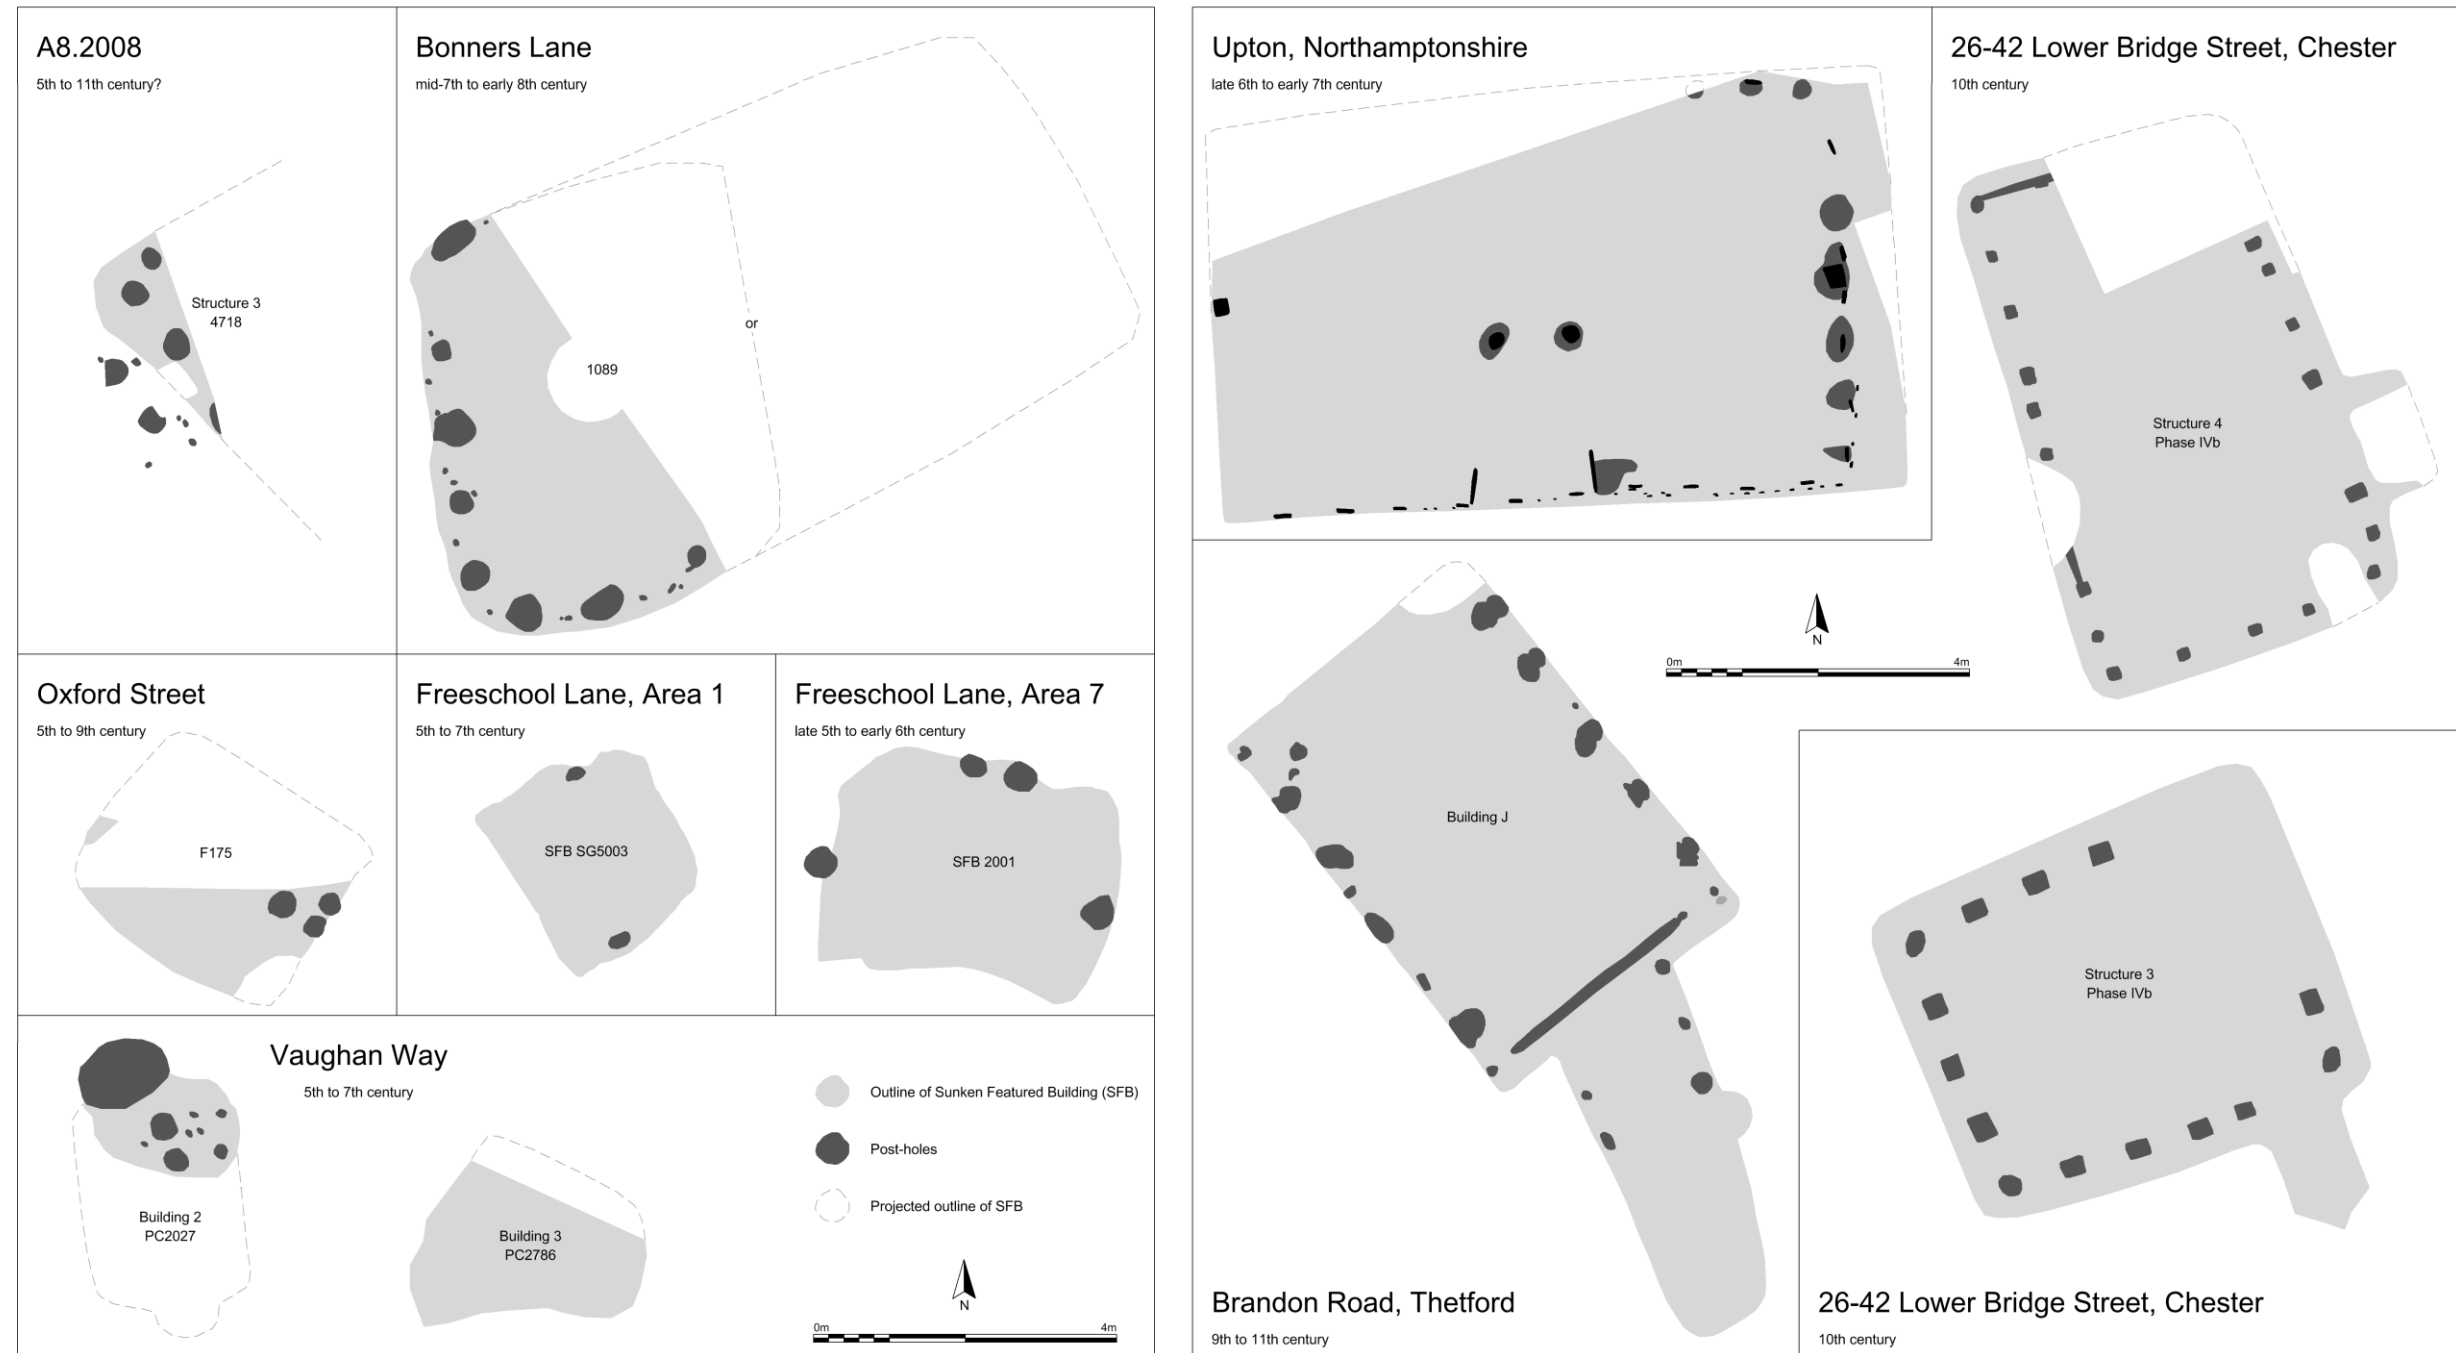 A8.2008
5th to 11th century?
Structure 3
4718
Bonners Lane
mid-7th to early 8th century
or
1089
Oxford Street
5th to 9th century
F175
Freeschool Lane, Area 1
5th to 7th century
SFB SG5003
Freeschool Lane, Area 7
late 5th to early 6th century
SFB 2001
Vaughan Way
5th to 7th century
Building 2
PC2027
Building 3
PC2786
Outline of Sunken Featured Building (SFB)
Post-holes
Projected outline of SFB
N
0m 4m
Upton, Northamptonshire
late 6th to early 7th century
26-42 Lower Bridge Street, Chester
10th century
Structure 4
Phase IVb
N
0m 4m
Building J
Brandon Road, Thetford
9th to 11th century
Structure 3
Phase IVb
26-42 Lower Bridge Street, Chester
10th century